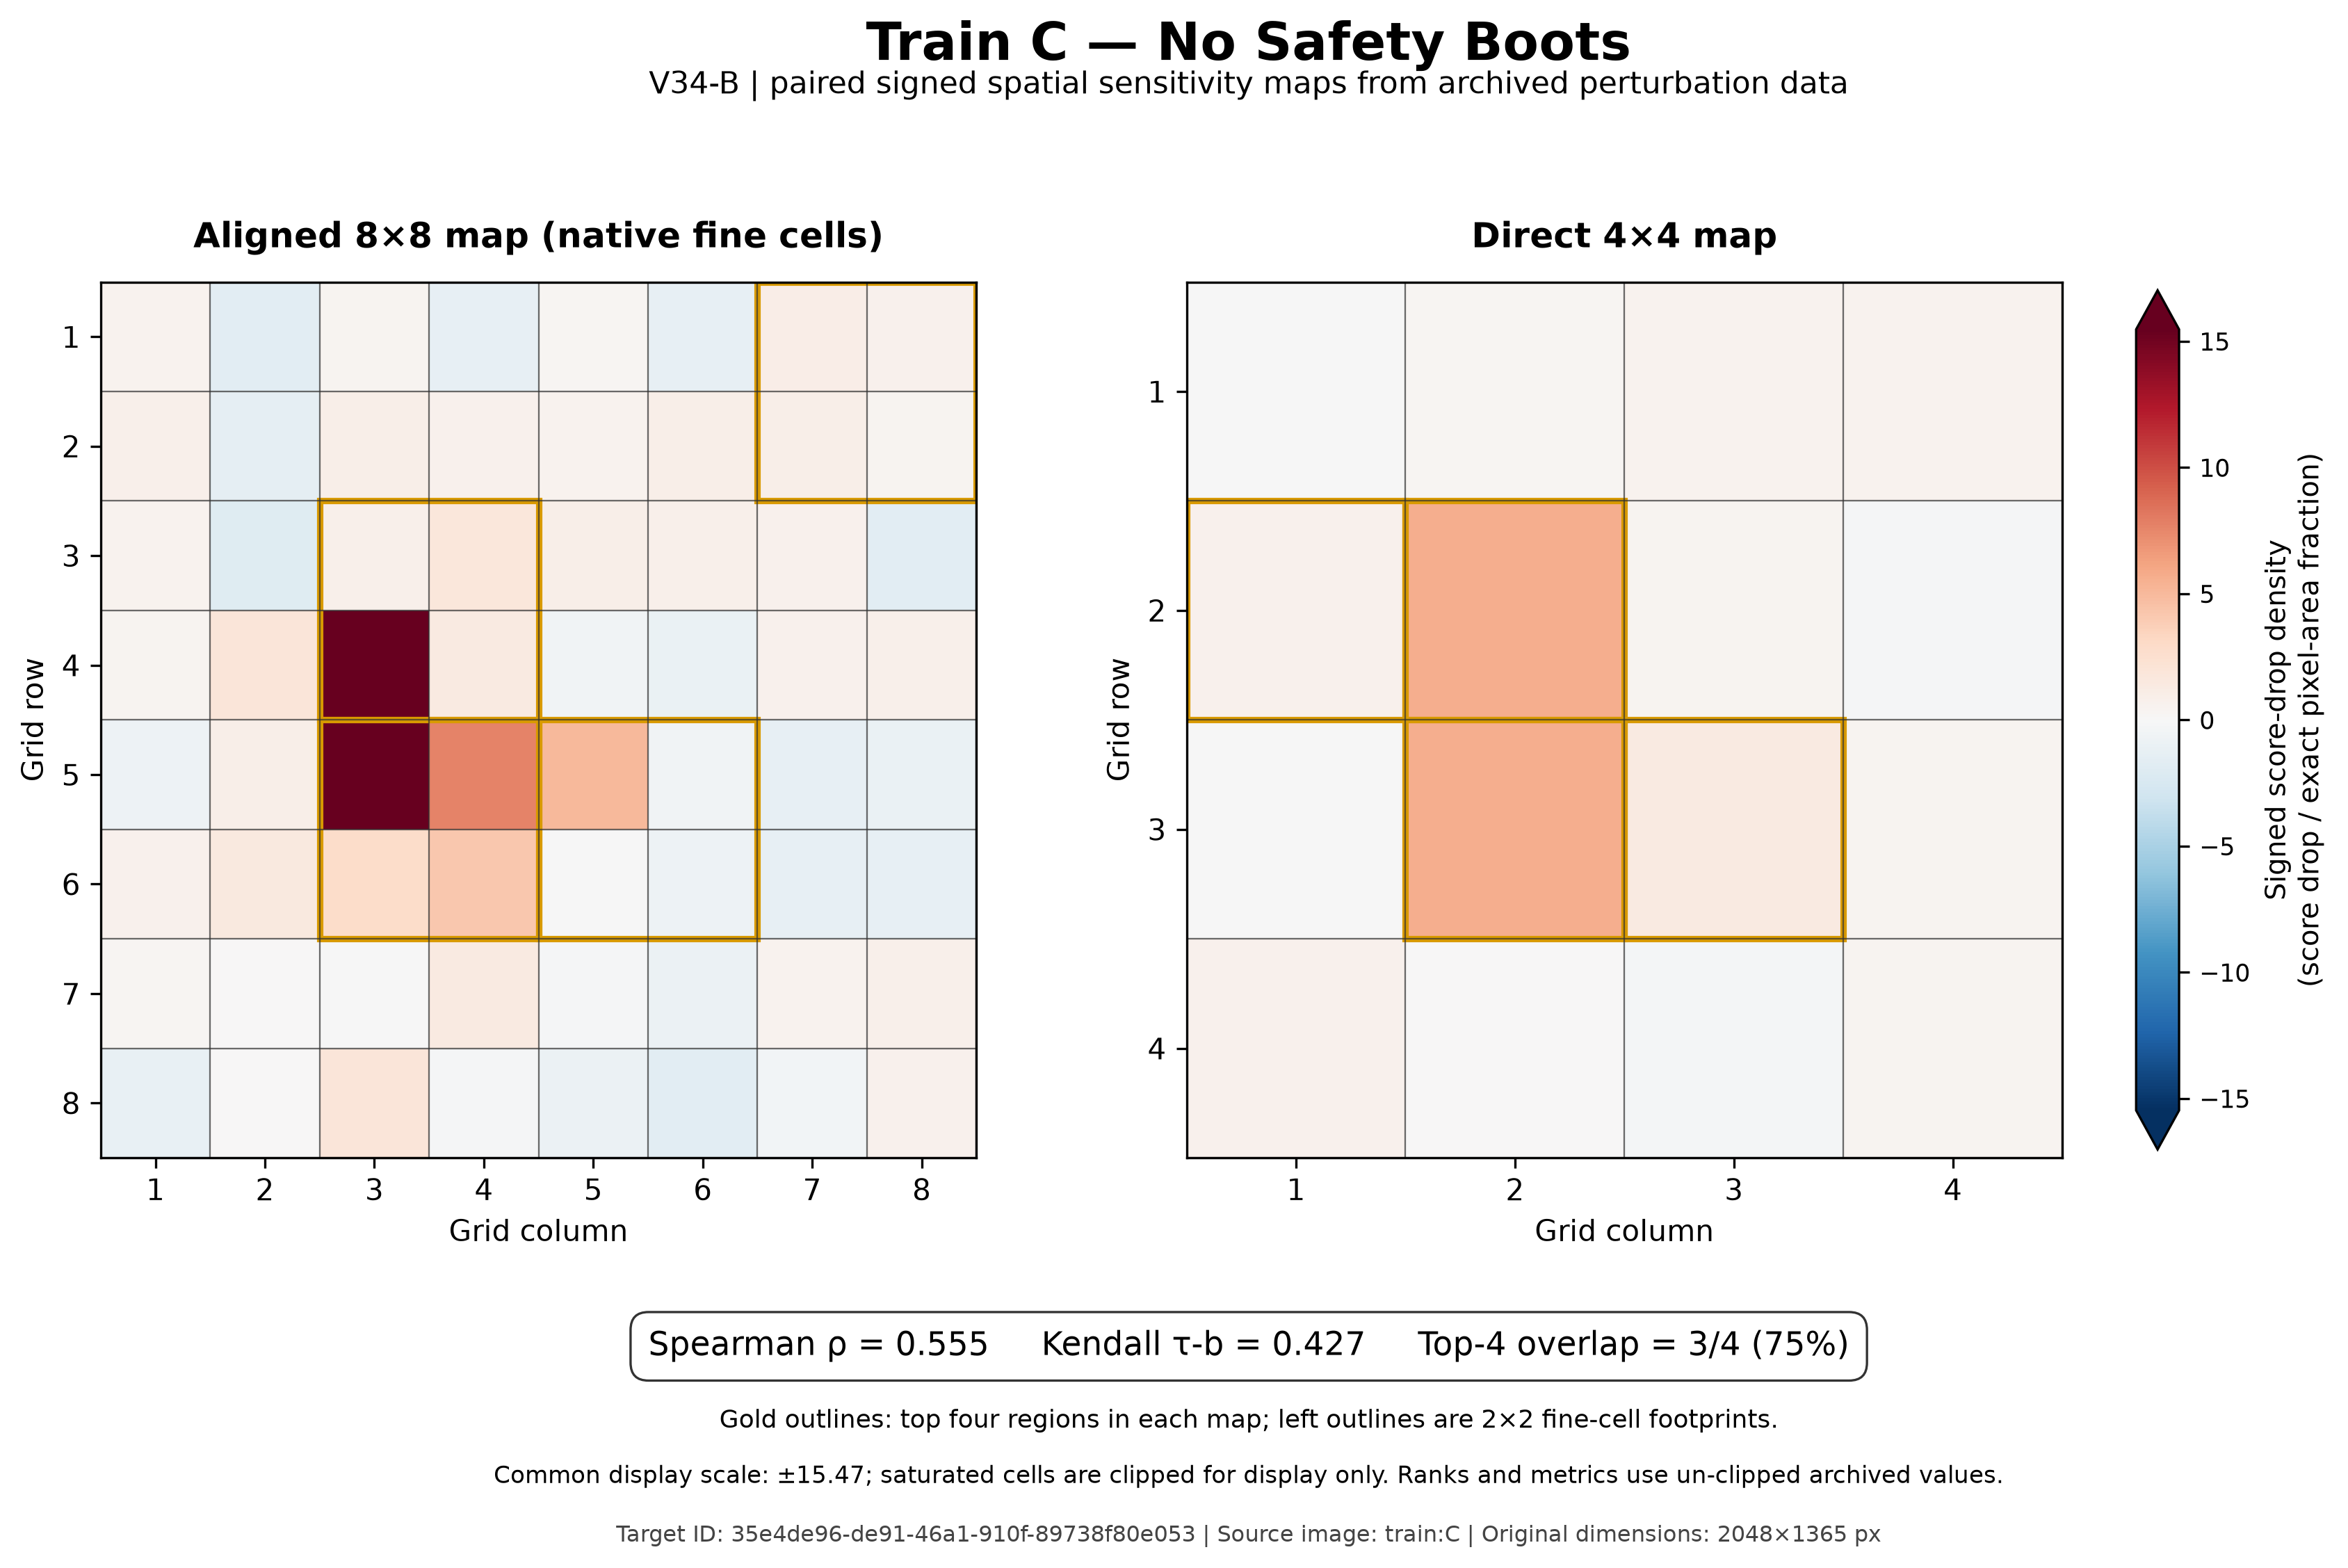 Train C — No Safety Boots
V34-B | paired signed spatial sensitivity maps from archived perturbation data
Aligned 8×8 map (native fine cells)
Grid row
1
2
3
4
5
6
7
8
1 2 3 4 5 6 7 8
Grid column
Direct 4×4 map
Grid row
1
2
3
4
1 2 3 4
Grid column
15
10
5
0
−5
−10
−15
Signed score-drop density
(score drop / exact pixel-area fraction)
Spearman ρ = 0.555 Kendall τ-b = 0.427 Top-4 overlap = 3/4 (75%)
Gold outlines: top four regions in each map; left outlines are 2×2 fine-cell footprints.
Common display scale: ±15.47; saturated cells are clipped for display only. Ranks and metrics use un-clipped archived values.
Target ID: 35e4de96-de91-46a1-910f-89738f80e053 | Source image: train:C | Original dimensions: 2048×1365 px